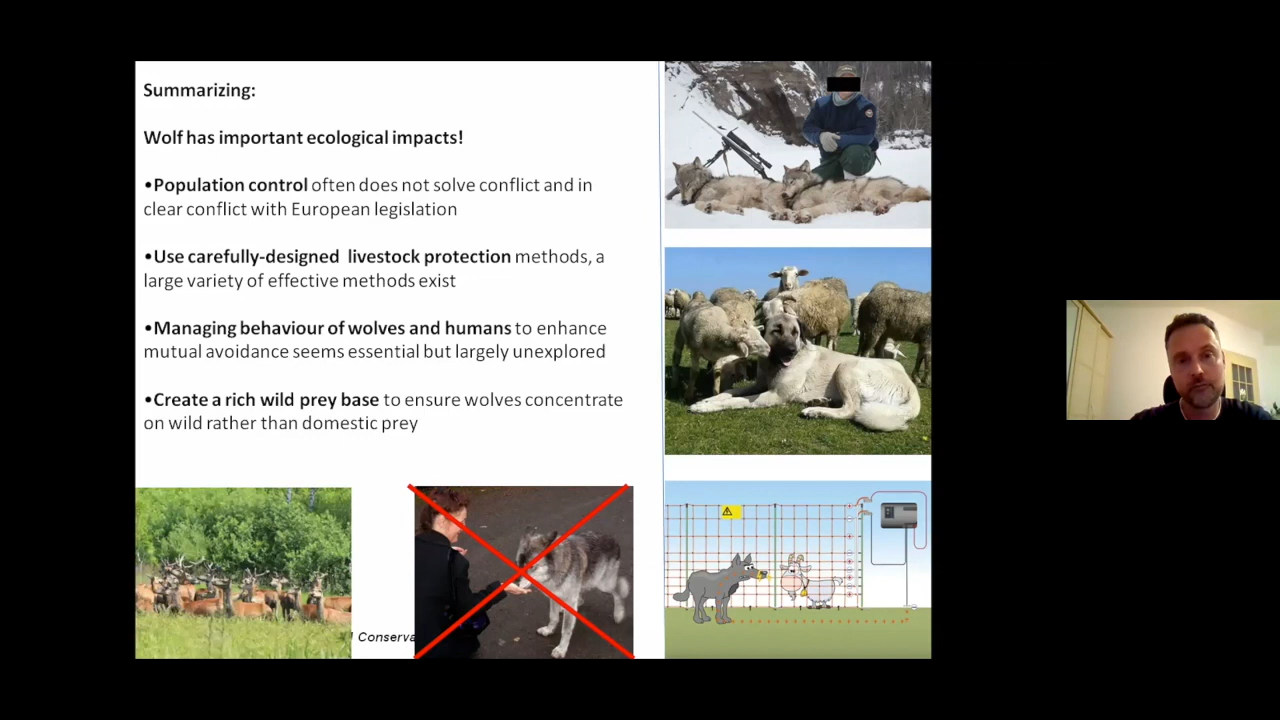 Summarizing:
Wolf has important ecological impacts!
•Population control often does not solve conflict and in
clear conflict with European legislation
•Use carefully-designed livestock protection methods, a
large variety of effective methods exist
•Managing behaviour of wolves and humans to enhance
mutual avoidance seems essential but largely unexplored
•Create a rich wild prey base to ensure wolves concentrate
on wild rather than domestic prey
Conserva